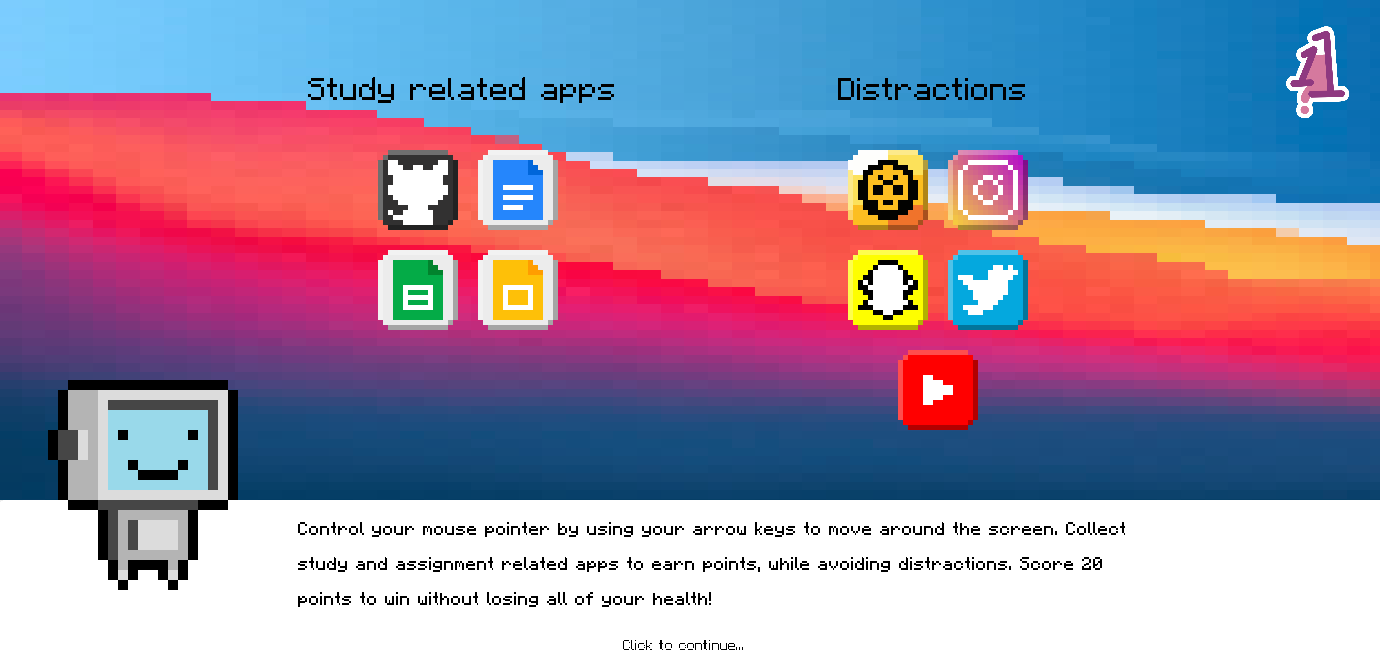 Study related apps
Distractions
Control your mouse pointer by using your arrow keys to move around the screen. Collect
study and assignment related apps to earn points, while avoiding distractions. Score 20
points to win without losing all of your health!
Click to continue...